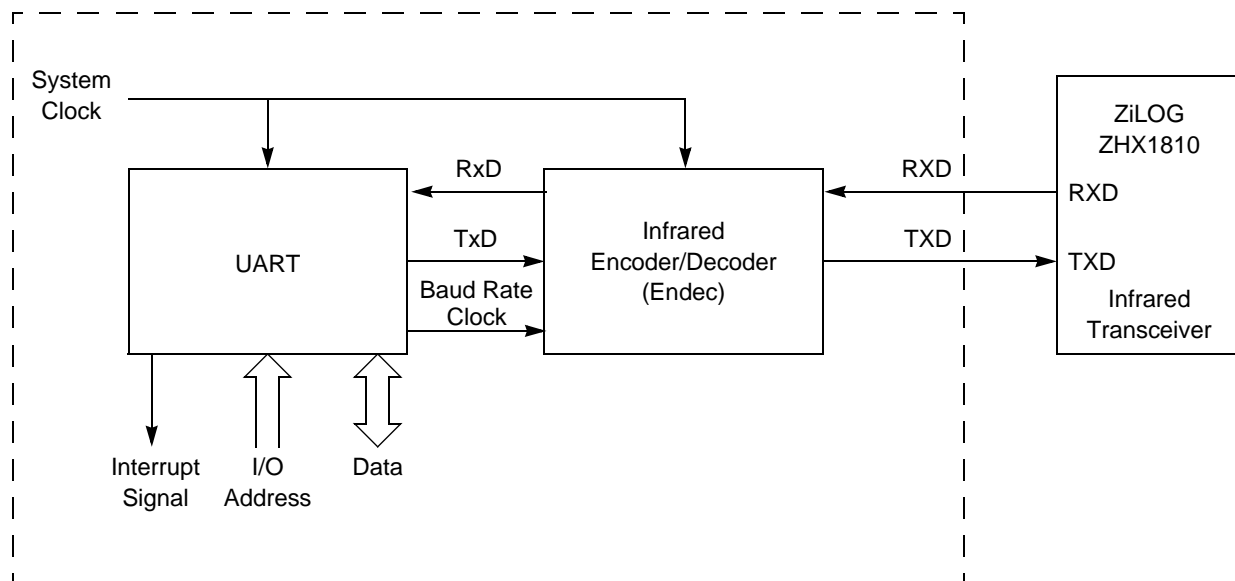 System
Clock
ZiLOG
ZHX1810
RxD
RXD
RXD
TxD
TXD
TXD
UART
Infrared
Encoder/Decoder
(Endec)
Baud Rate
Clock
Infrared
Transceiver
Interrupt
Signal
I/O
Address
Data